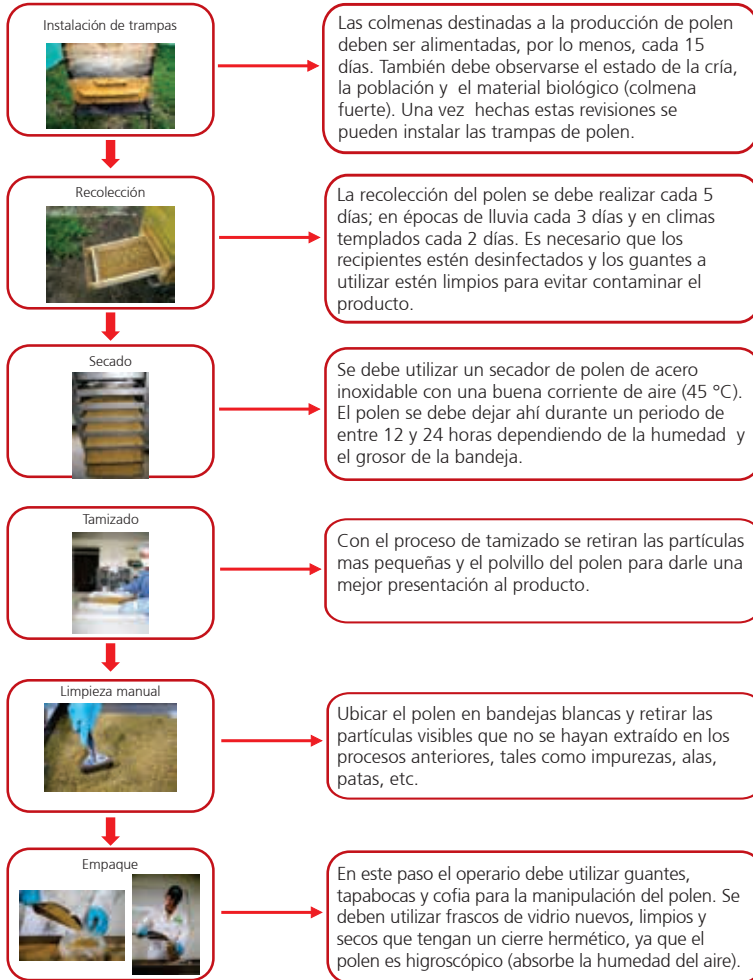 Instalación de trampas
Las colmenas destinadas a la producción de polen
deben ser alimentadas, por lo menos, cada 15
días. También debe observarse el estado de la cría,
la población y el material biológico (colmena
fuerte). Una vez hechas estas revisiones se
pueden instalar las trampas de polen.
Recolección
La recolección del polen se debe realizar cada 5
días; en épocas de lluvia cada 3 días y en climas
templados cada 2 días. Es necesario que los
recipientes estén desinfectados y los guantes a
utilizar estén limpios para evitar contaminar el
producto.
Secado
Se debe utilizar un secador de polen de acero
inoxidable con una buena corriente de aire (45 °C).
El polen se debe dejar ahí durante un periodo de
entre 12 y 24 horas dependiendo de la humedad y
el grosor de la bandeja.
Tamizado
Con el proceso de tamizado se retiran las partículas
mas pequeñas y el polvillo del polen para darle una
mejor presentación al producto.
Limpieza manual
Ubicar el polen en bandejas blancas y retirar las
partículas visibles que no se hayan extraído en los
procesos anteriores, tales como impurezas, alas,
patas, etc.
Empaque
En este paso el operario debe utilizar guantes,
tapabocas y cofia para la manipulación del polen. Se
deben utilizar frascos de vidrio nuevos, limpios y
secos que tengan un cierre hermético, ya que el
polen es higroscópico (absorbe la humedad del aire).